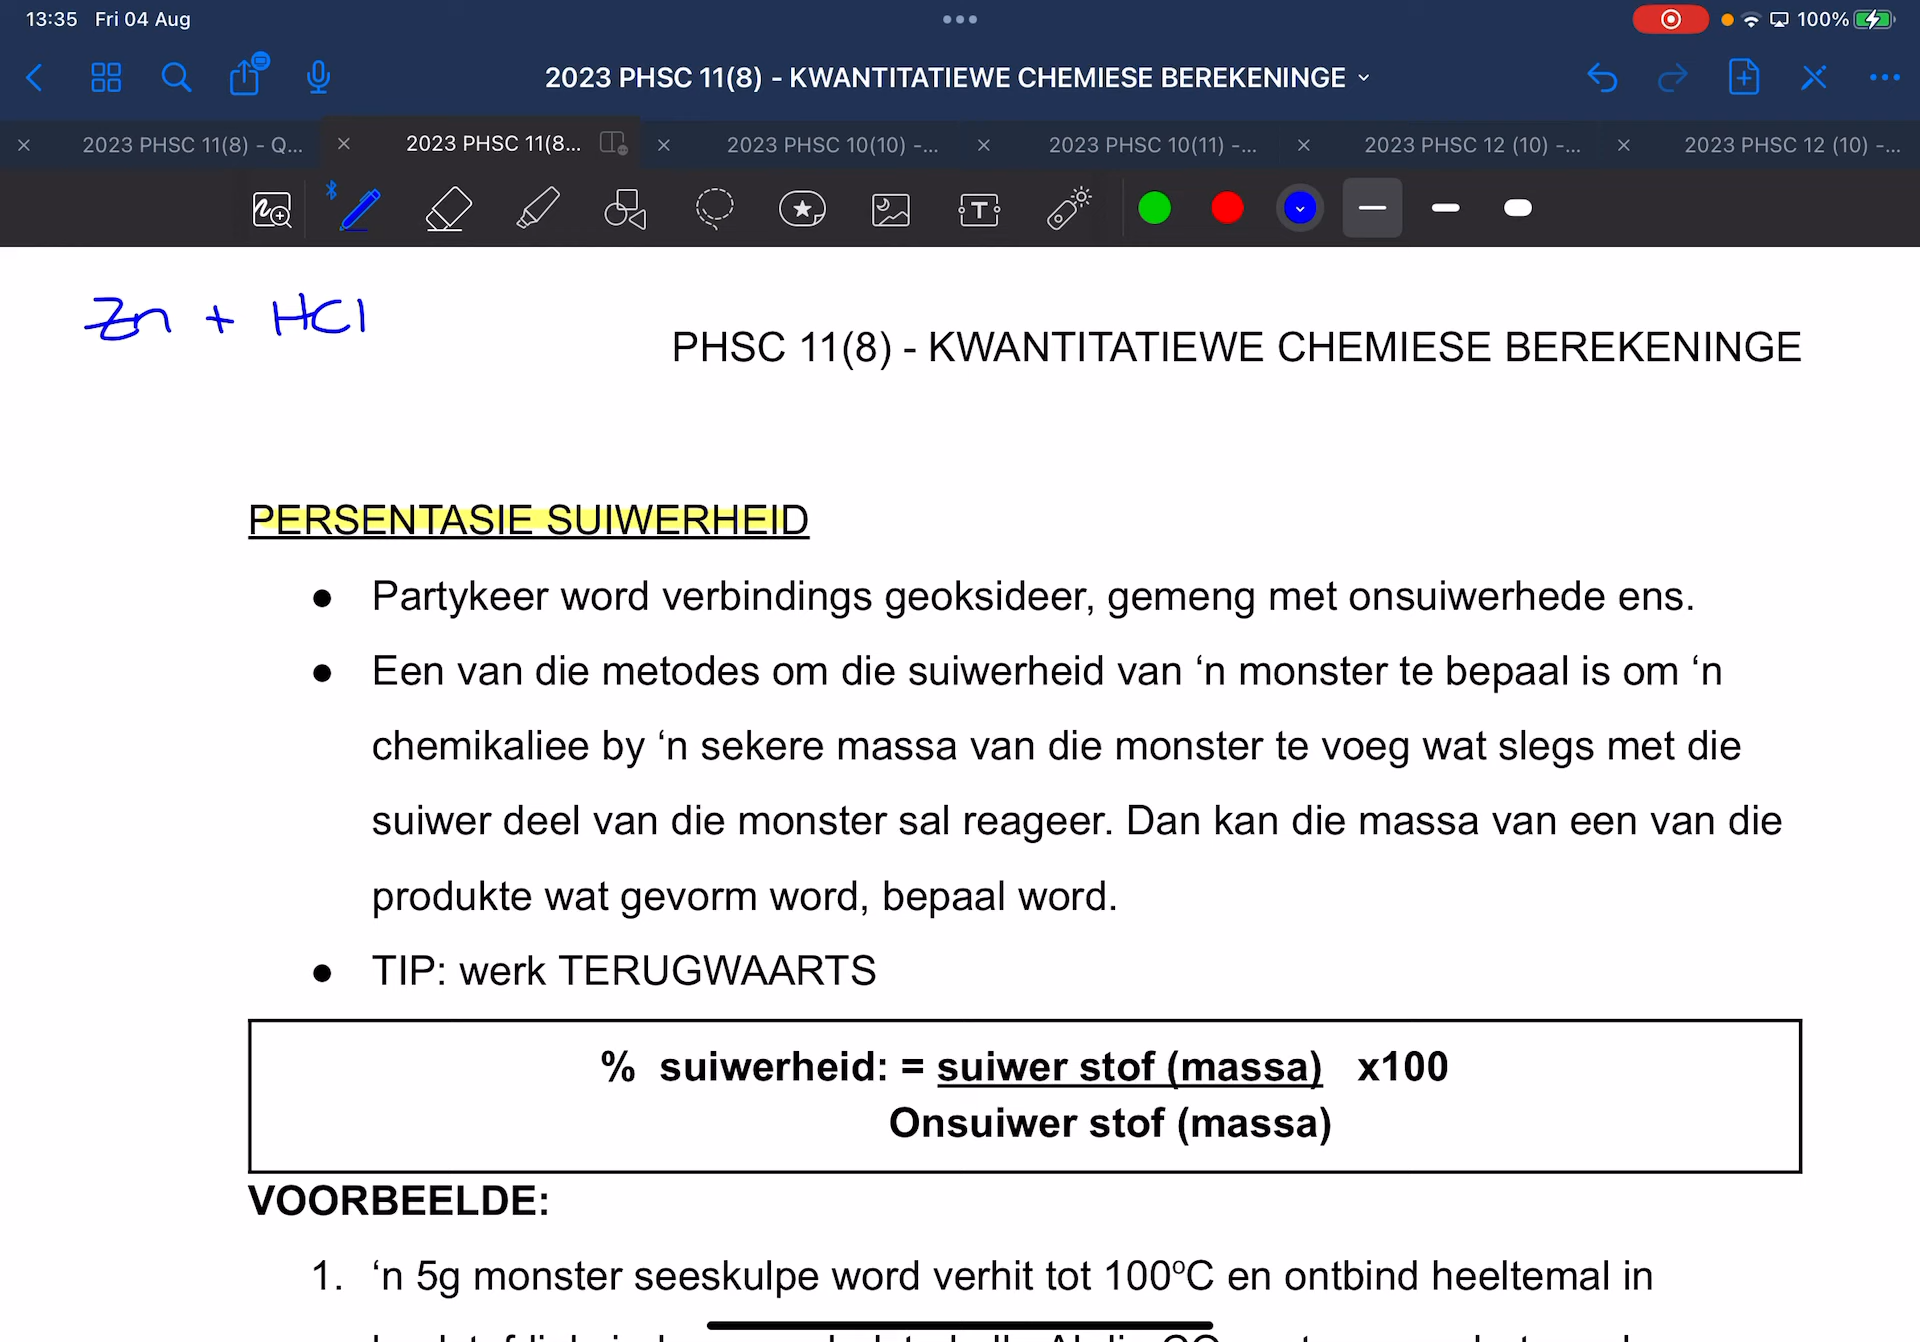 13:35 Fri 04 Aug
100%
2023 PHSC 11(8) - KWANTITATIEWE CHEMIESE BEREKENINGE
2023 PHSC 11(8) - Q... 2023 PHSC 11(8... 2023 PHSC 10(10) -... 2023 PHSC 10(11) -... 2023 PHSC 12 (10) -... 2023 PHSC 12 (10) -...
Zn + HCl
PHSC 11(8) - KWANTITATIEWE CHEMIESE BEREKENINGE
PERSENTASIE SUIWERHEID
● Partykeer word verbindings geoksideer, gemeng met onsuiwerhede ens.
● Een van die metodes om die suiwerheid van ‘n monster te bepaal is om ‘n
chemikaliee by ‘n sekere massa van die monster te voeg wat slegs met die
suiwer deel van die monster sal reageer. Dan kan die massa van een van die
produkte wat gevorm word, bepaal word.
● TIP: werk TERUGWAARTS
% suiwerheid: = suiwer stof (massa) x100
Onsuiwer stof (massa)
VOORBEELDE:
1. ‘n 5g monster seeskulpe word verhit tot 100ºC en ontbind heeltemal in